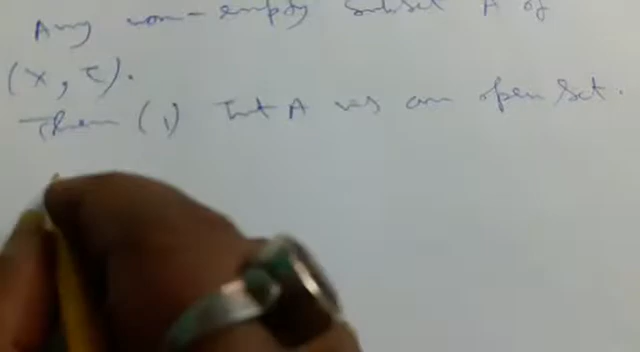 Any non-empty subset A of
(X, τ).
Then (1) Int A is an open set.